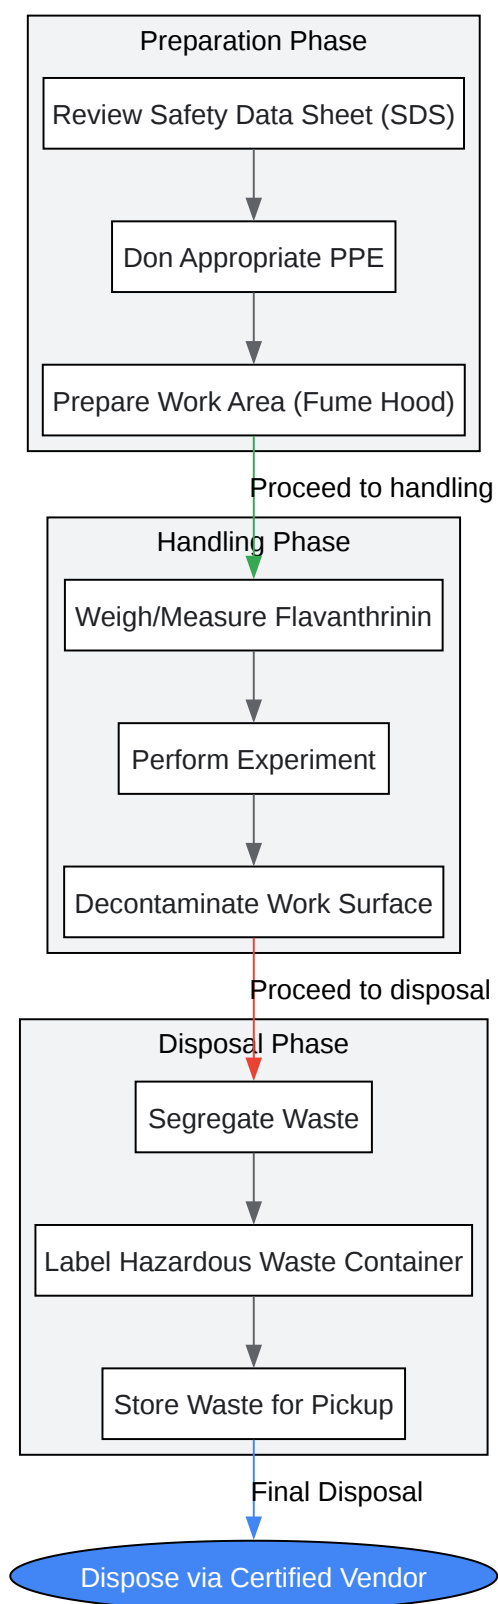 Preparation Phase
Review Safety Data Sheet (SDS)
Don Appropriate PPE
Prepare Work Area (Fume Hood)
Proceed to handling
Handling Phase
Weigh/Measure Flavanthrinin
Perform Experiment
Decontaminate Work Surface
Proceed to disposal
Disposal Phase
Segregate Waste
Label Hazardous Waste Container
Store Waste for Pickup
Final Disposal
Dispose via Certified Vendor